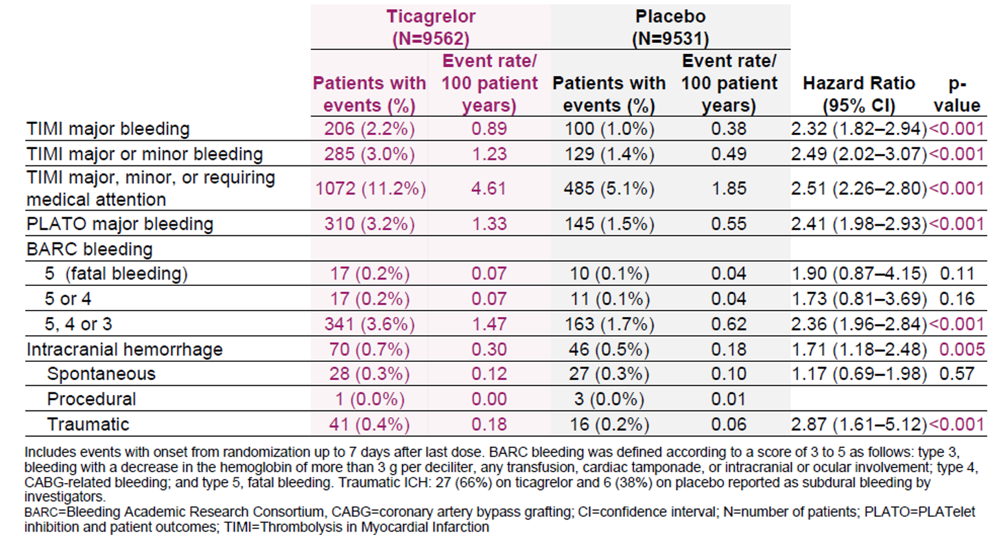 Ticagrelor Placebo
(N=9562) (N=9531)
Event rate/ Event rate/
Patients with 100 patient Patients with 100 patient Hazard Ratio p-
events (%) years) events (%) years) (95% CI) value
TIMI major bleeding 206 (2.2%) 0.89 100 (1.0%) 0.38 2.32 (1.82–2.94) <0.001
TIMI major or minor bleeding 285 (3.0%) 1.23 129 (1.4%) 0.49 2.49 (2.02–3.07) <0.001
TIMI major, minor, or requiring
medical attention 1072 (11.2%) 4.61 485 (5.1%) 1.85 2.51 (2.26–2.80) <0.001
PLATO major bleeding 310 (3.2%) 1.33 145 (1.5%) 0.55 2.41 (1.98–2.93) <0.001
BARC bleeding
5 (fatal bleeding) 17 (0.2%) 0.07 10 (0.1%) 0.04 1.90 (0.87–4.15) 0.11
5 or 4 17 (0.2%) 0.07 11 (0.1%) 0.04 1.73 (0.81–3.69) 0.16
5, 4 or 3 341 (3.6%) 1.47 163 (1.7%) 0.62 2.36 (1.96–2.84) <0.001
Intracranial hemorrhage 70 (0.7%) 0.30 46 (0.5%) 0.18 1.71 (1.18–2.48) 0.005
Spontaneous 28 (0.3%) 0.12 27 (0.3%) 0.10 1.17 (0.69–1.98) 0.57
Procedural 1 (0.0%) 0.00 3 (0.0%) 0.01
Traumatic 41 (0.4%) 0.18 16 (0.2%) 0.06 2.87 (1.61–5.12) <0.001
Includes events with onset from randomization up to 7 days after last dose. BARC bleeding was defined according to a score of 3 to 5 as follows: type 3,
bleeding with a decrease in the hemoglobin of more than 3 g per deciliter, any transfusion, cardiac tamponade, or intracranial or ocular involvement; type 4,
CABG-related bleeding; and type 5, fatal bleeding. Traumatic ICH: 27 (66%) on ticagrelor and 6 (38%) on placebo reported as subdural bleeding by
investigators.
BARC=Bleeding Academic Research Consortium, CABG=coronary artery bypass grafting; CI=confidence interval; N=number of patients; PLATO=PLATelet
inhibition and patient outcomes; TIMI=Thrombolysis in Myocardial Infarction